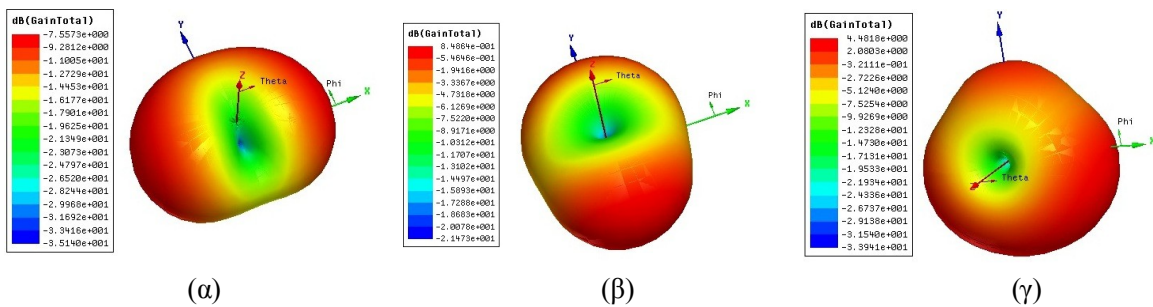 dB(GainTotal)
-7.5573e+000
-9.2812e+000
-1.1005e+001
-1.2729e+001
-1.4453e+001
-1.6177e+001
-1.7901e+001
-1.9625e+001
-2.1349e+001
-2.3073e+001
-2.4797e+001
-2.6520e+001
-2.8244e+001
-2.9968e+001
-3.1692e+001
-3.3416e+001
-3.5140e+001
Y
Z
Theta
Phi
X
(α)
dB(GainTotal)
8.4864e-001
-5.4646e-001
-1.9416e+000
-3.3367e+000
-4.7318e+000
-6.1269e+000
-7.5220e+000
-8.9171e+000
-1.0312e+001
-1.1707e+001
-1.3102e+001
-1.4497e+001
-1.5893e+001
-1.7288e+001
-1.8683e+001
-2.0078e+001
-2.1473e+001
Y
Z
Theta
Phi
X
(β)
dB(GainTotal)
4.4818e+000
2.0803e+000
-3.2111e-001
-2.7226e+000
-5.1240e+000
-7.5254e+000
-9.9269e+000
-1.2328e+001
-1.4730e+001
-1.7131e+001
-1.9533e+001
-2.1934e+001
-2.4336e+001
-2.6737e+001
-2.9138e+001
-3.1540e+001
-3.3941e+001
Y
Theta
Phi
(γ)